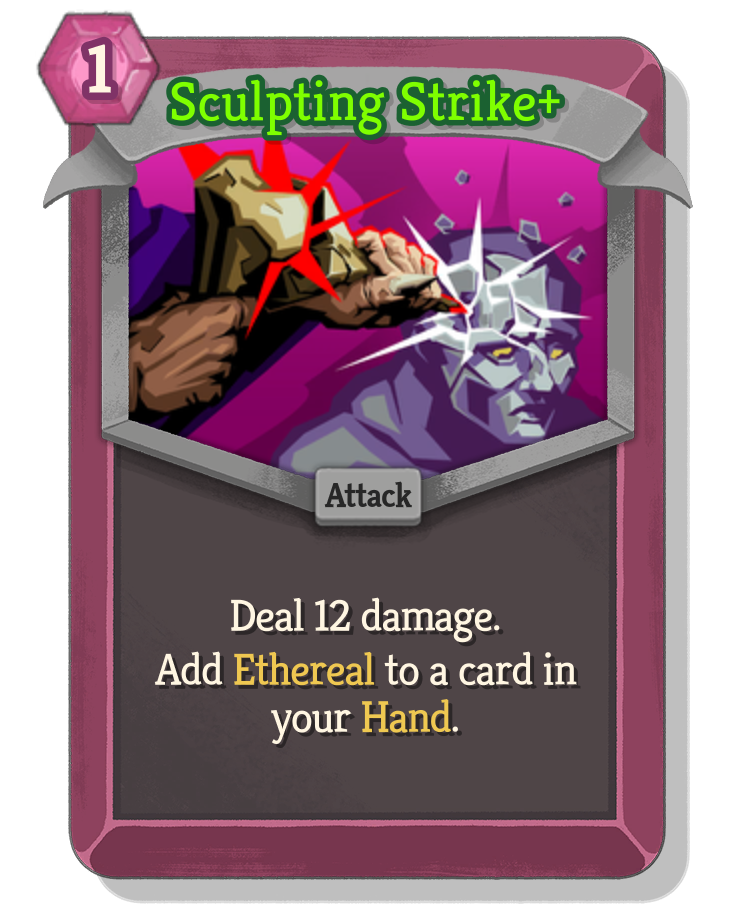 1
Sculpting Strike+
Attack
Deal 12 damage.
Add Ethereal to a card in
your Hand.